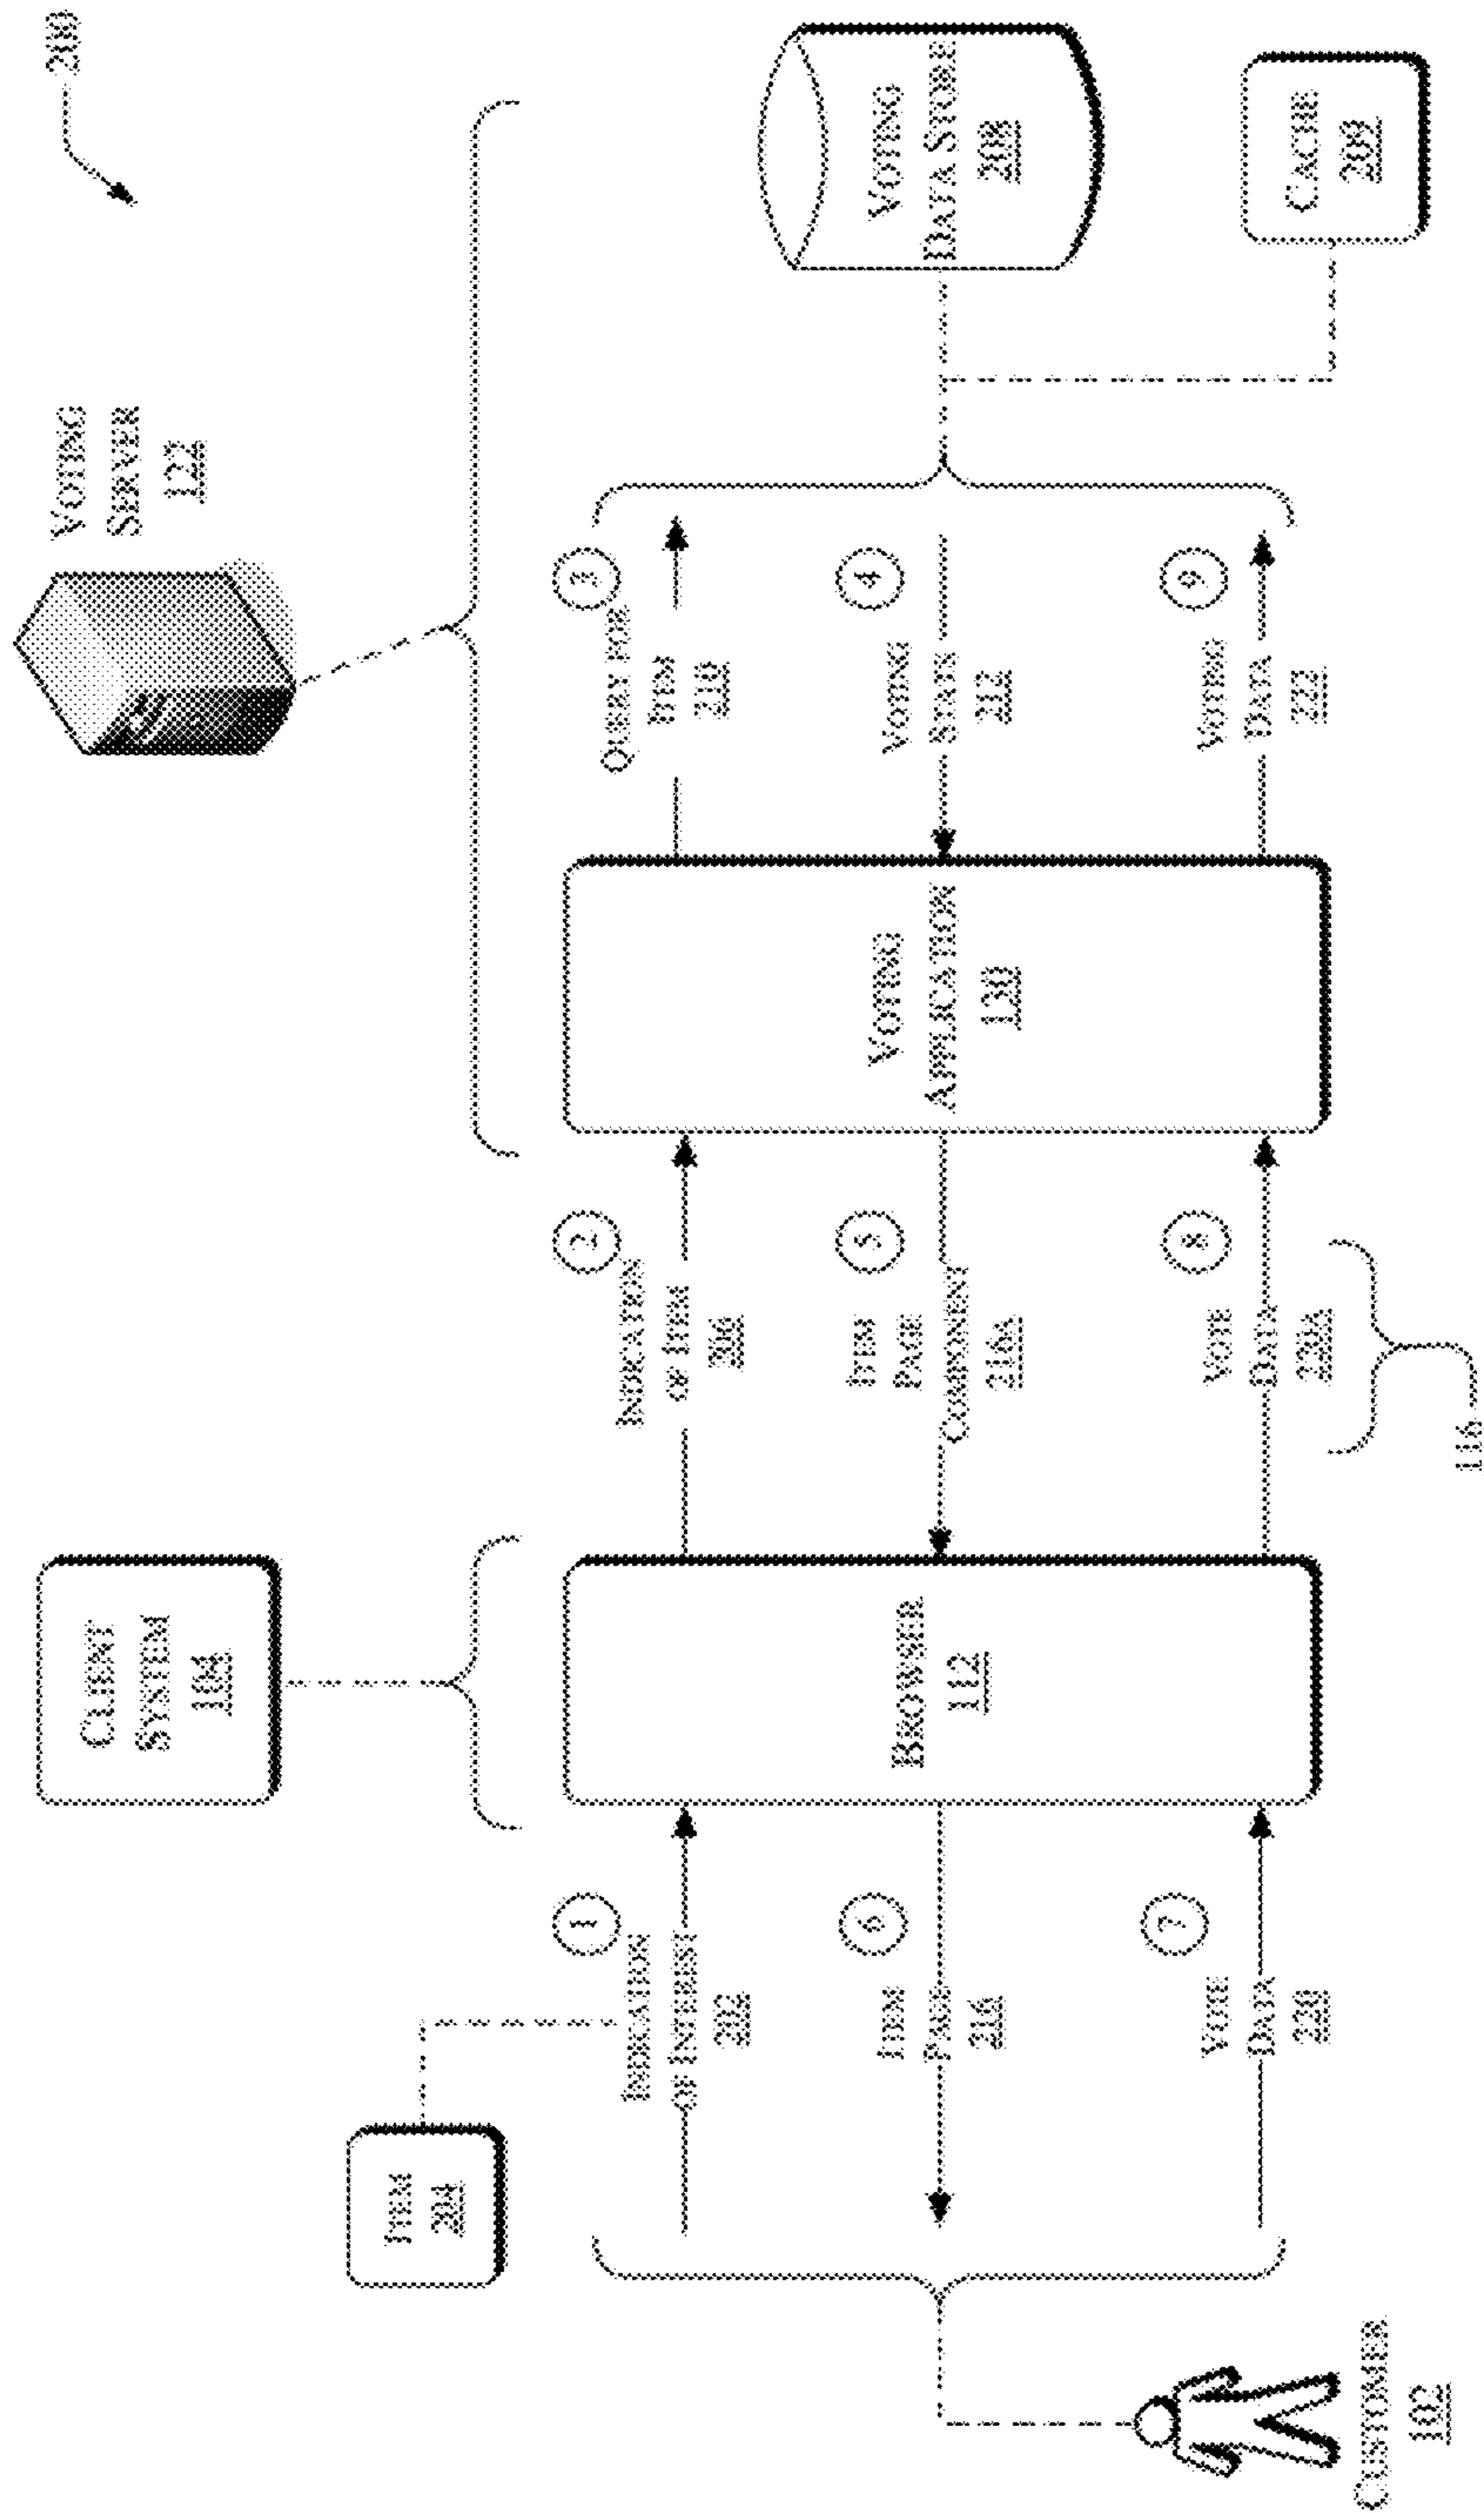 200
CLIENT
SYSTEM
104
VOTING
SERVER
122
ITEM
204
1
INDICATION
OF INTEREST
202
2
INDICATION
OF ITEM
206
3
QUERY FOR
ITEM
210
BROWSER
112
VOTING
APPLICATION
130
VOTING
DATA STORE
208
6
ITEM
PAGE
216
5
ITEM
PAGE
COMPONENT
216A
4
VOTING
STATE
212
7
VOTE
DATA
220
8
VOTE
DATA
220A
9
VOTING
DATA
222
CACHE
209
CUSTOMER
102
116